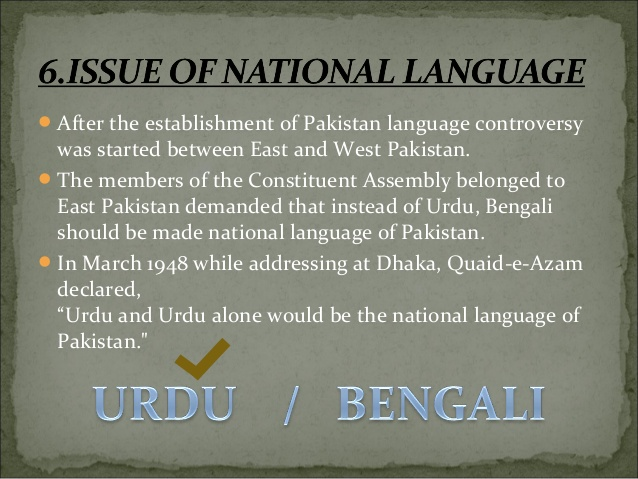 6.ISSUE OF NATIONAL LANGUAGE
After the establishment of Pakistan language controversy
was started between East and West Pakistan.
The members of the Constituent Assembly belonged to
East Pakistan demanded that instead of Urdu, Bengali
should be made national language of Pakistan.
In March 1948 while addressing at Dhaka, Quaid-e-Azam
declared,
“Urdu and Urdu alone would be the national language of
Pakistan."
URDU / BENGALI